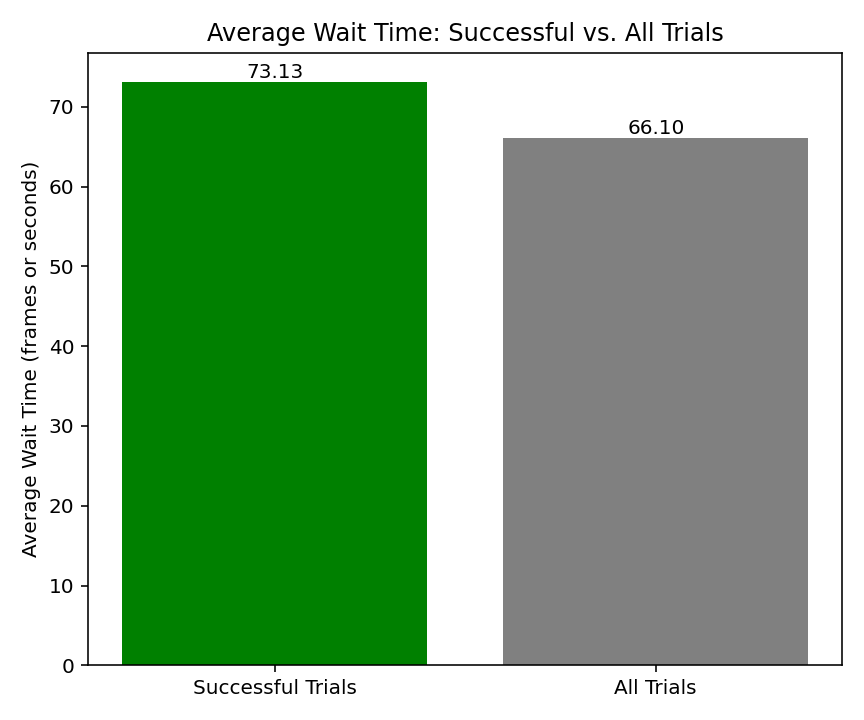 Average Wait Time: Successful vs. All Trials
73.13
66.10
70
60
50
40
30
20
10
0
Average Wait Time (frames or seconds)
Successful Trials
All Trials